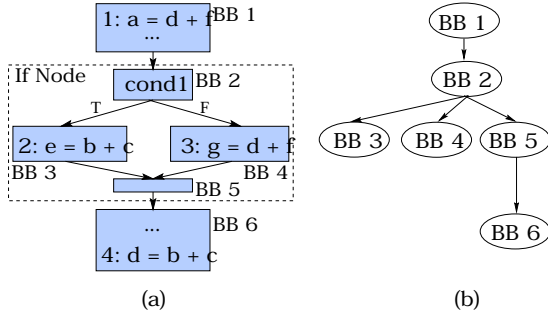 1: a = d + f
BB 1
...
If Node
cond1
BB 2
T
F
2: e = b + c
3: g = d + f
BB 3
BB 4
BB 5
...
BB 6
4: d = b + c
(a)
BB 1
BB 2
BB 3
BB 4
BB 5
BB 6
(b)